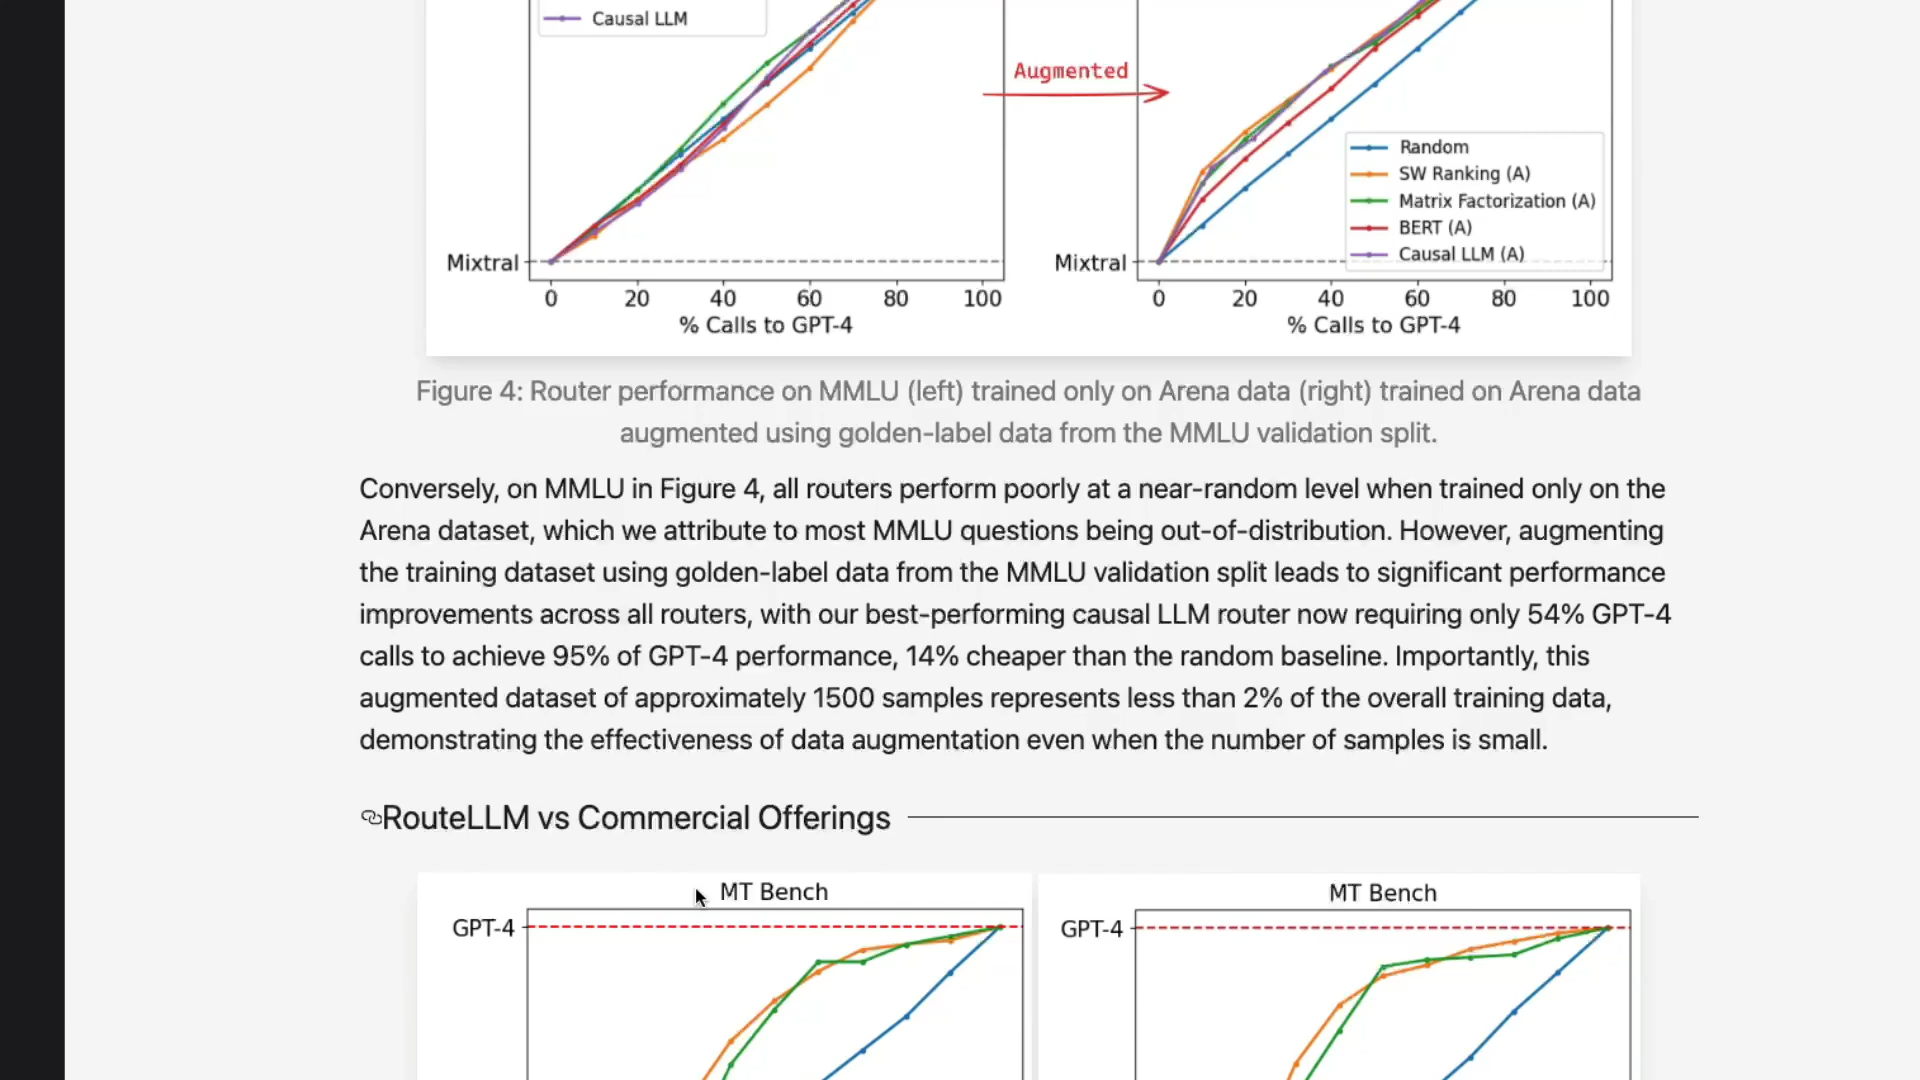 Causal LLM
Augmented
Random
SW Ranking (A)
Matrix Factorization (A)
BERT (A)
Causal LLM (A)
Mixtral
Mixtral
0 20 40 60 80 100
0 20 40 60 80 100
% Calls to GPT-4
% Calls to GPT-4
Figure 4: Router performance on MMLU (left) trained only on Arena data (right) trained on Arena data
augmented using golden-label data from the MMLU validation split.
Conversely, on MMLU in Figure 4, all routers perform poorly at a near-random level when trained only on the
Arena dataset, which we attribute to most MMLU questions being out-of-distribution. However, augmenting
the training dataset using golden-label data from the MMLU validation split leads to significant performance
improvements across all routers, with our best-performing causal LLM router now requiring only 54% GPT-4
calls to achieve 95% of GPT-4 performance, 14% cheaper than the random baseline. Importantly, this
augmented dataset of approximately 1500 samples represents less than 2% of the overall training data,
demonstrating the effectiveness of data augmentation even when the number of samples is small.
RouteLLM vs Commercial Offerings
MT Bench
MT Bench
GPT-4
GPT-4